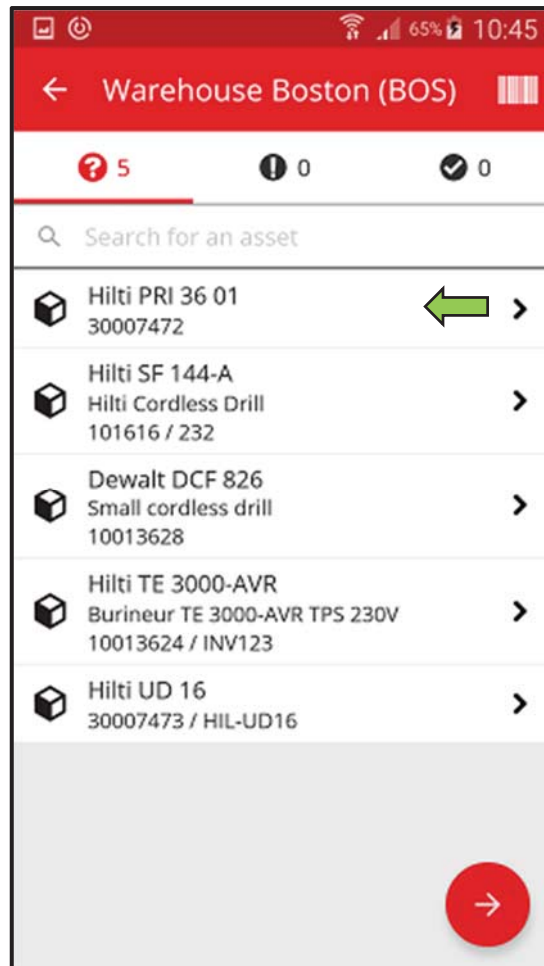 65% 10:45
Warehouse Boston (BOS)
5 0 0
Search for an asset
Hilti PRI 36 01
30007472
Hilti SF 144-A
Hilti Cordless Drill
101616 / 232
Dewalt DCF 826
Small cordless drill
10013628
Hilti TE 3000-AVR
Burineur TE 3000-AVR TPS 230V
10013624 / INV123
Hilti UD 16
30007473 / HIL-UD16